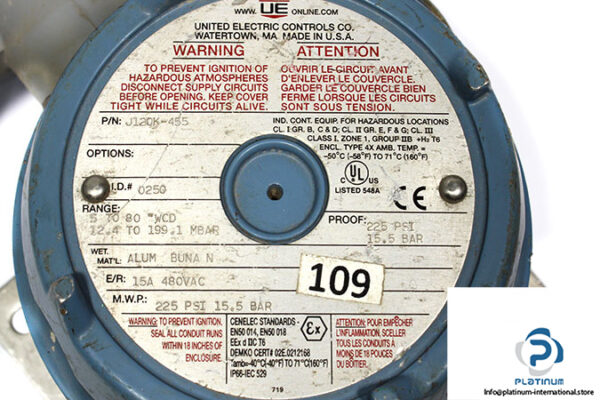 www. UE ONLINE.COM
UNITED ELECTRIC CONTROLS CO.
WATERTOWN, MA MADE IN U.S.A.
WARNING
TO PREVENT IGNITION OF
HAZARDOUS ATMOSPHERES
DISCONNECT SUPPLY CIRCUITS
BEFORE OPENING. KEEP COVER
TIGHT WHILE CIRCUITS ALIVE.
ATTENTION
OUVRIR LE CIRCUIT AVANT
D'ENLEVER LE COUVERCLE.
GARDER LE COUVERCLE BIEN
FERME LORSQUE LES CIRCUITS
SONT SOUS TENSION.
P/N: J120K-455
IND. CONT. EQUIP. FOR HAZARDOUS LOCATIONS
CL. I GR. B, C & D; CL. II GR. E, F & G; CL. III
CLASS I, ZONE 1, GROUP IIB +H2 T6
ENCL. TYPE 4X AMB. TEMP. =
-50°C (-58°F) TO 71°C (160°F)
OPTIONS:
C UL US
LISTED 548A
CE
I.D.# 0250
RANGE:
5 TO 80 "WCD
12.4 TO 199.1 MBAR
PROOF:
225 PSI
15.5 BAR
WET.
MAT'L: ALUM BUNA N
E/R: 15A 480VAC
109
M.W.P.: 225 PSI 15.5 BAR
WARNING: TO PREVENT IGNITION,
SEAL ALL CONDUIT RUNS
WITHIN 18 INCHES OF
ENCLOSURE.
CENELEC STANDARDS -
EN50 014, EN50 018
EEx d IIC T6
DEMKO CERT# 02E.0212168
Tamb=-40°C(-40°F) TO 71°C(160°F)
IP66-IEC 529
Ex
ATTENTION: POUR EMPÊCHER
L'INFLAMMATION, SCELLER
TOUS LES CONDUITS À
MOINS DE 18 POUCES
DU BOÎTIER.
719
PLATINUM
INTERNATIONAL
Info@platinum-international.store